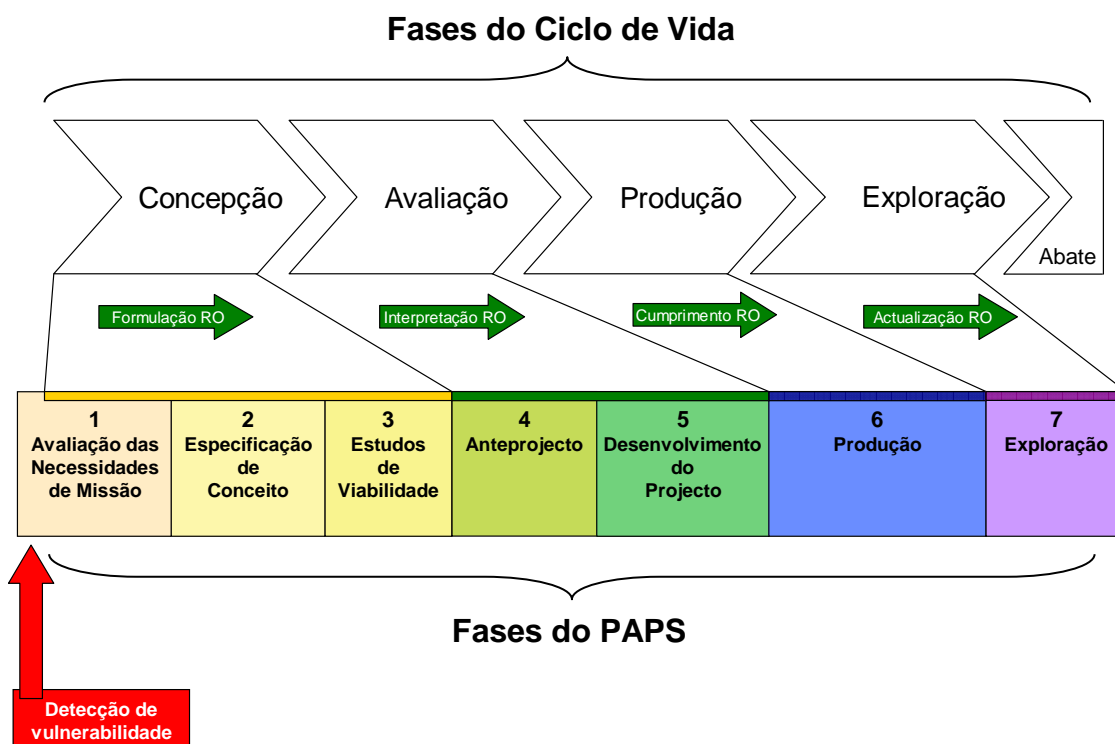 Fases do Ciclo de Vida
Concepção
Avaliação
Produção
Exploração
Abate
Formulação RO
Interpretação RO
Cumprimento RO
Actualização RO
1
Avaliação das
Necessidades
de Missão
2
Especificação
de
Conceito
3
Estudos
de
Viabilidade
4
Anteprojecto
5
Desenvolvimento
do
Projecto
6
Produção
7
Exploração
Fases do PAPS
Detecção de
vulnerabilidade